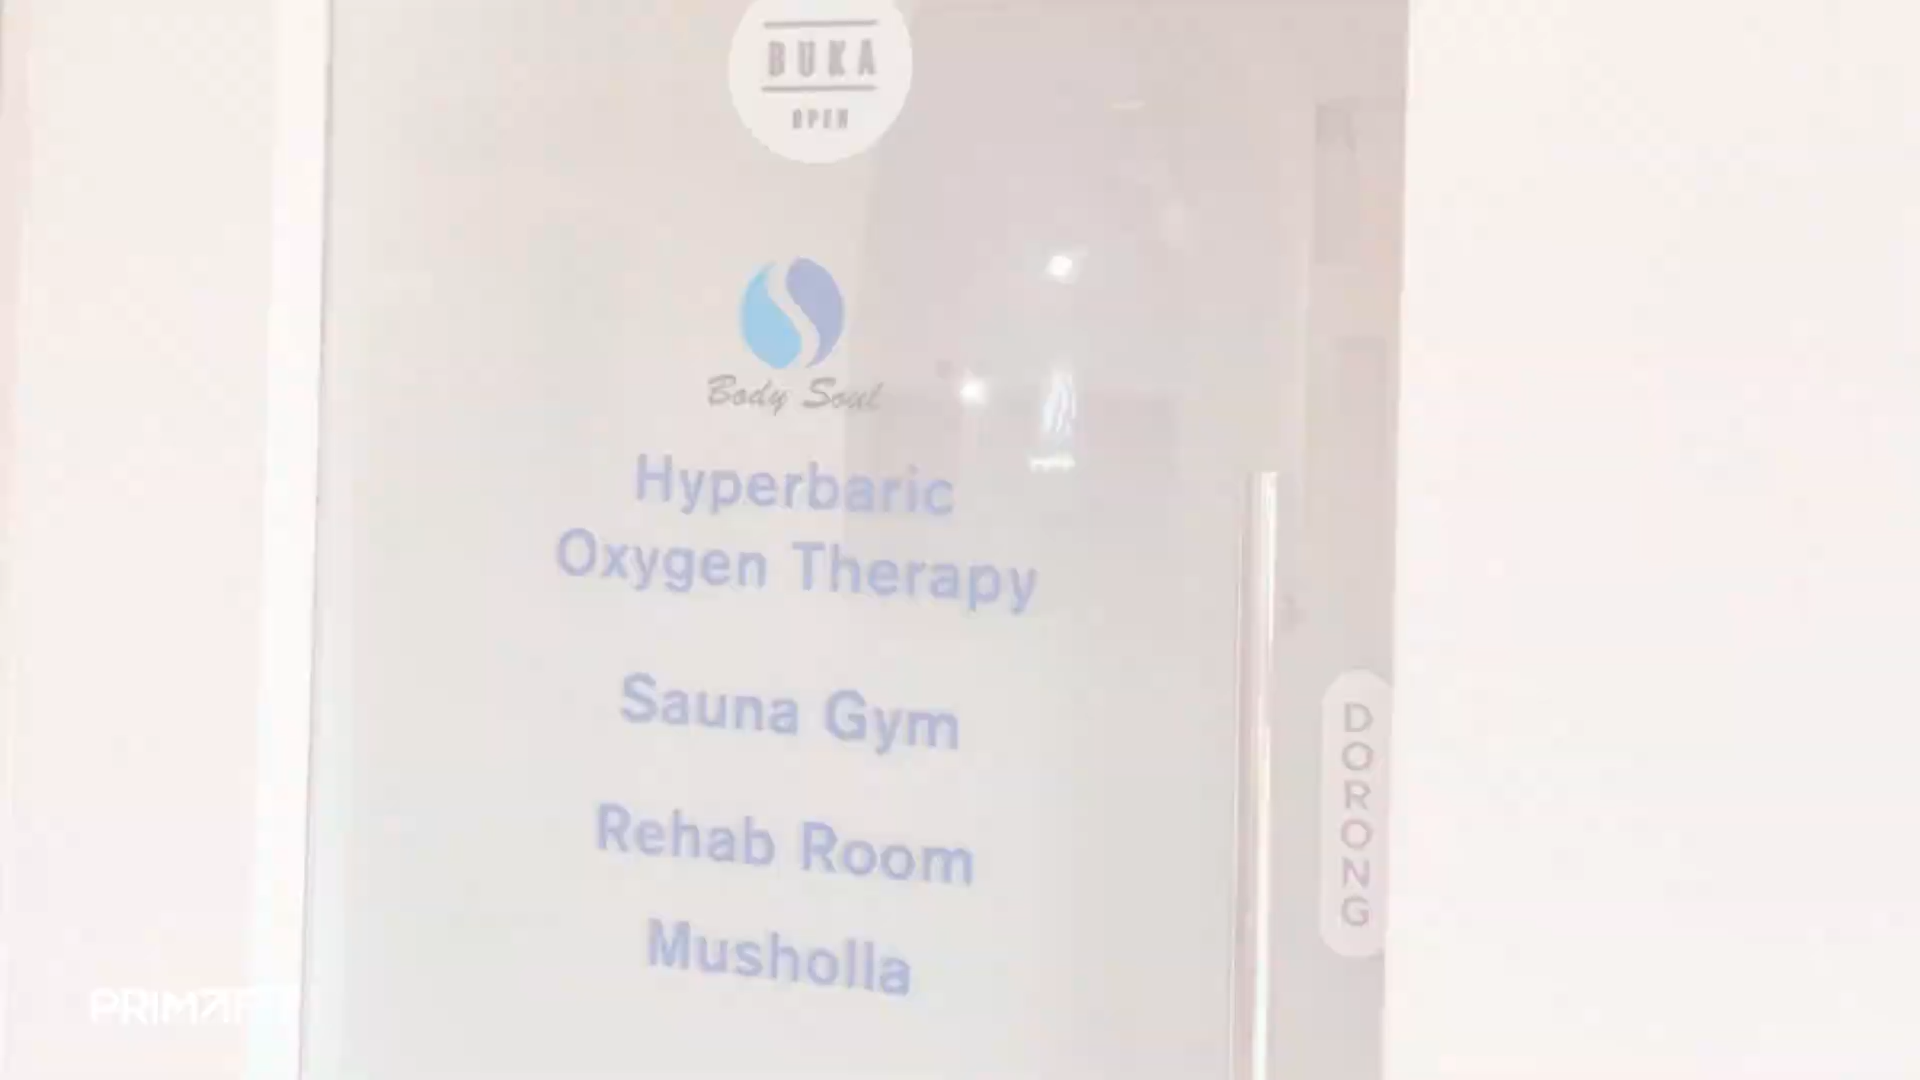 BUKA
OPEN
Body Soul
Hyperbaric
Oxygen Therapy
Sauna Gym
Rehab Room
Musholla
DORONG